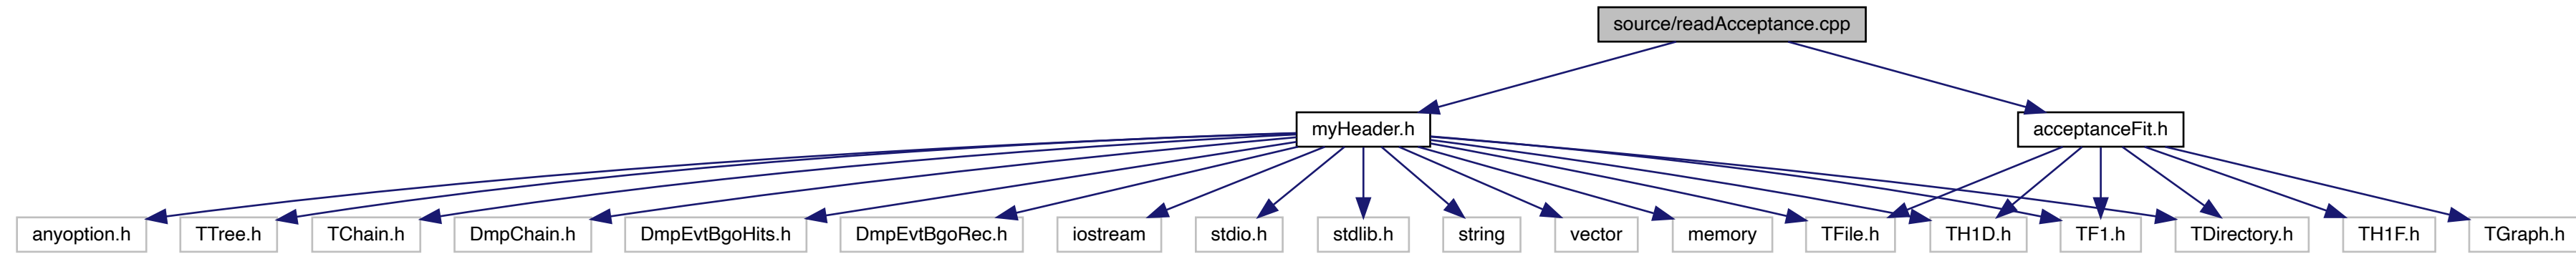 source/readAcceptance.cpp
myHeader.h
acceptanceFit.h
anyoption.h
TTree.h
TChain.h
DmpChain.h
DmpEvtBgoHits.h
DmpEvtBgoRec.h
iostream
stdio.h
stdlib.h
string
vector
memory
TFile.h
TH1D.h
TF1.h
TDirectory.h
TH1F.h
TGraph.h